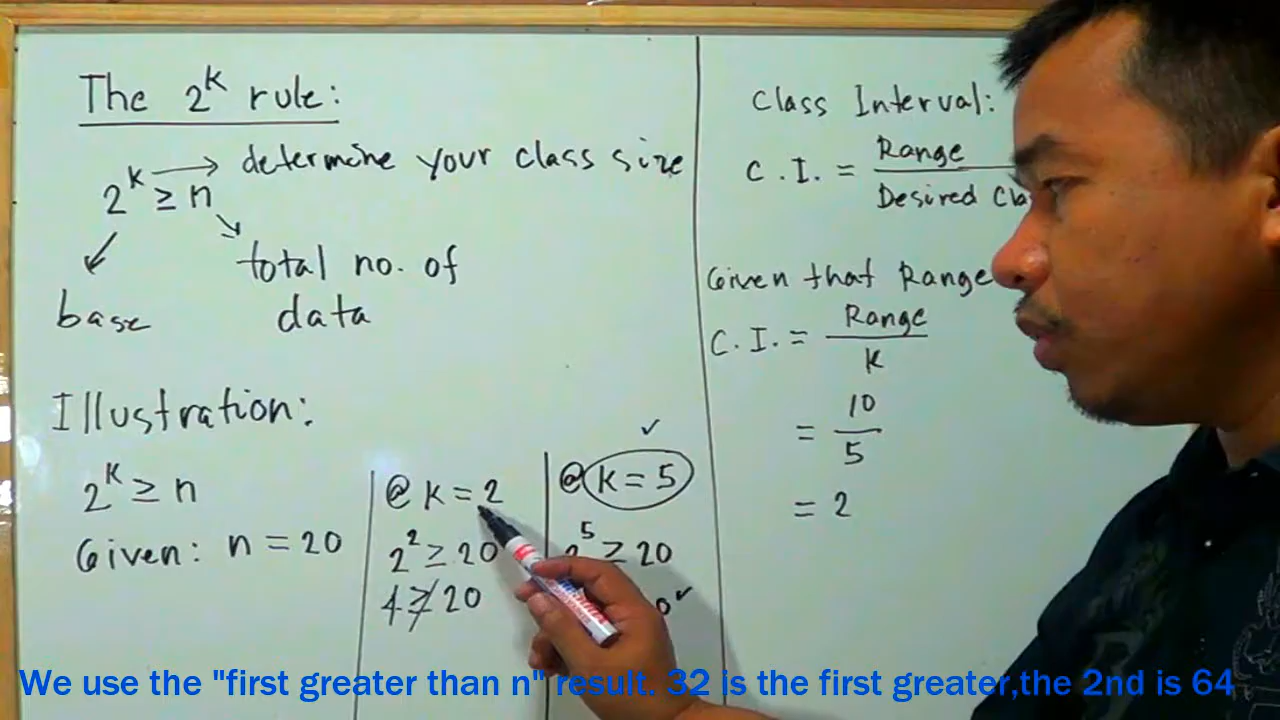 The 2^k rule:
2^k ≥ n → determine your class size
total no. of
data
base
Illustration:
2^k ≥ n
Given: n = 20
@ k = 2
2^2 ≥ 20
4 ≱ 20
✓
@ k = 5
2^5 ≥ 20
Class Interval:
C.I. = Range / Desired
Given that Range
C.I. = Range / k
= 10 / 5
= 2
We use the "first greater than n" result. 32 is the first greater,the 2nd is 64